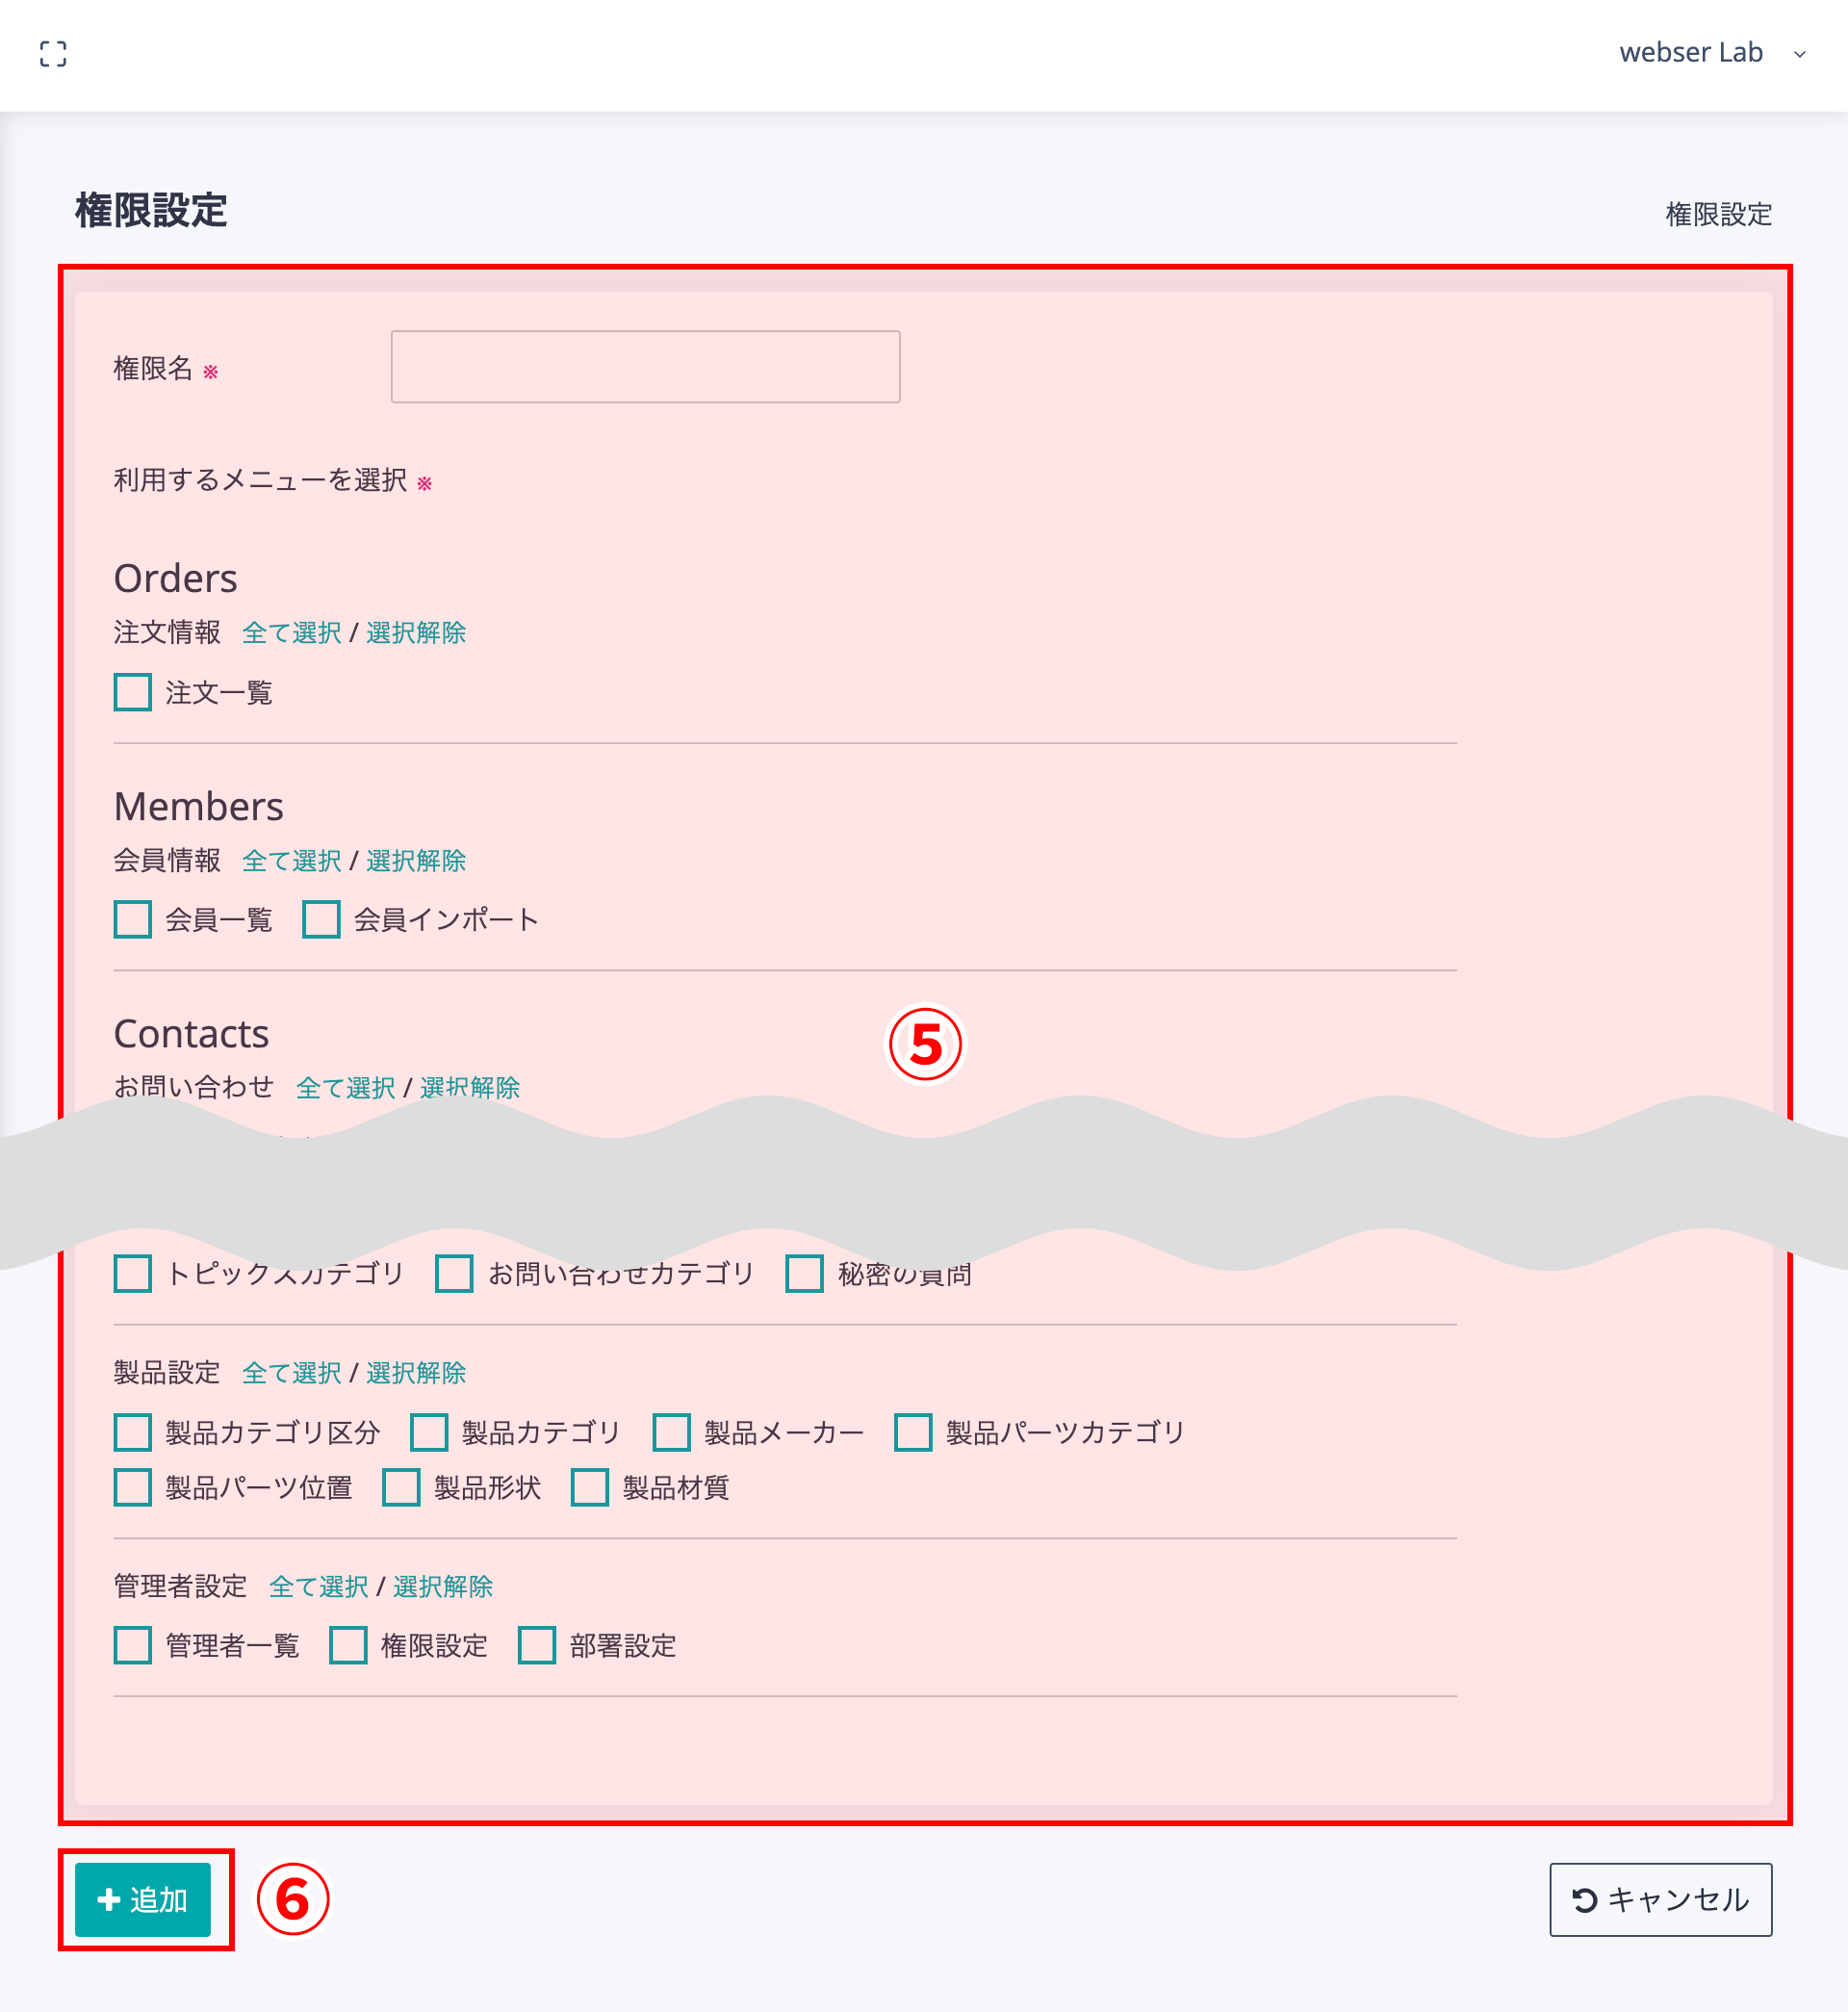 webser Lab
権限設定
権限設定
権限名 ※
利用するメニューを選択 ※
Orders
注文情報 全て選択 / 選択解除
注文一覧
Members
会員情報 全て選択 / 選択解除
会員一覧 会員インポート
Contacts
⑤
お問い合わせ 全て選択 / 選択解除
トピックスカテゴリ お問い合わせカテゴリ 秘密の質問
製品設定 全て選択 / 選択解除
製品カテゴリ区分 製品カテゴリ 製品メーカー 製品パーツカテゴリ
製品パーツ位置 製品形状 製品材質
管理者設定 全て選択 / 選択解除
管理者一覧 権限設定 部署設定
追加 ⑥ キャンセル